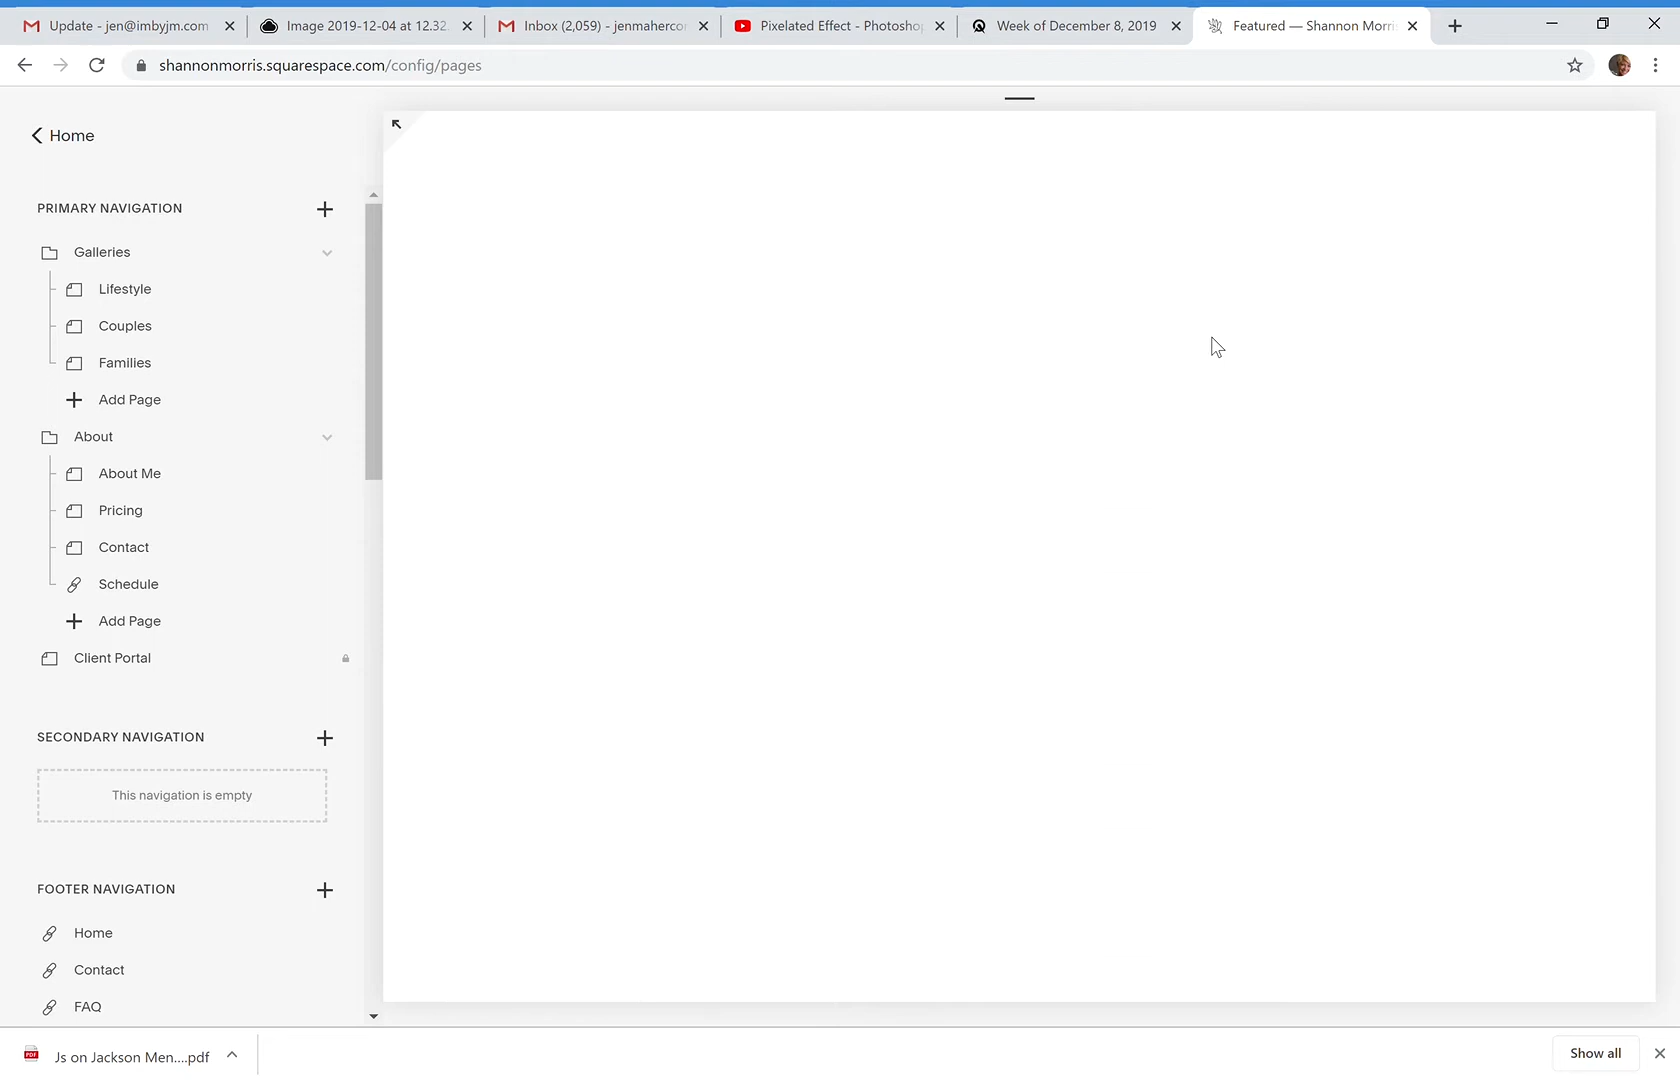 Update - jen@imbyjm.com
Image 2019-12-04 at 12.32.
Inbox (2,059) - jenmahercor
Pixelated Effect - Photosho
Week of December 8, 2019
Featured — Shannon Morri
shannonmorris.squarespace.com/config/pages
Home
PRIMARY NAVIGATION
Galleries
Lifestyle
Couples
Families
Add Page
About
About Me
Pricing
Contact
Schedule
Add Page
Client Portal
SECONDARY NAVIGATION
This navigation is empty
FOOTER NAVIGATION
Home
Contact
FAQ
PDF
Js on Jackson Men....pdf
Show all